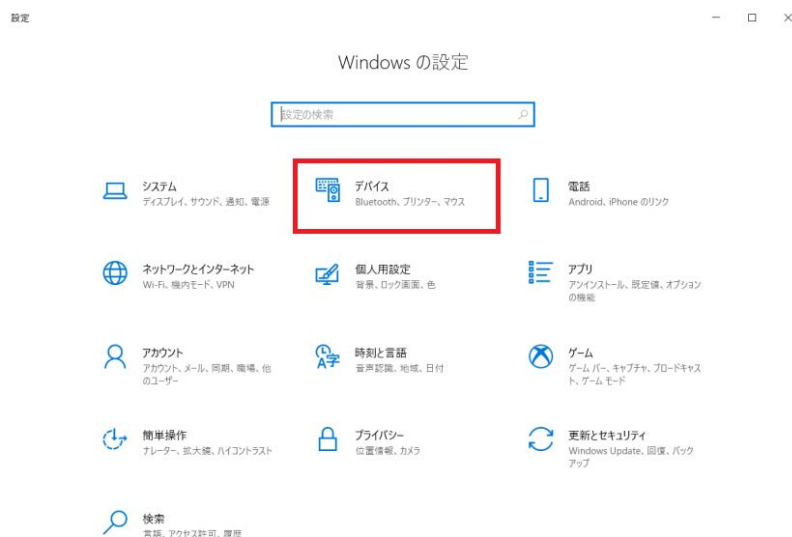 設定
Windows の設定
設定の検索
システム
ディスプレイ、サウンド、通知、電源
デバイス
Bluetooth、プリンター、マウス
電話
Android、iPhone のリンク
ネットワークとインターネット
Wi-Fi、機内モード、VPN
個人用設定
背景、ロック画面、色
アプリ
アンインストール、既定値、オプション
の機能
アカウント
アカウント、メール、同期、職場、他
のユーザー
時刻と言語
音声認識、地域、日付
ゲーム
ゲーム バー、キャプチャ、ブロードキャス
ト、ゲーム モード
簡単操作
ナレーター、拡大鏡、ハイコントラスト
プライバシー
位置情報、カメラ
更新とセキュリティ
Windows Update、回復、バック
アップ
検索
言語、アクセス許可、履歴